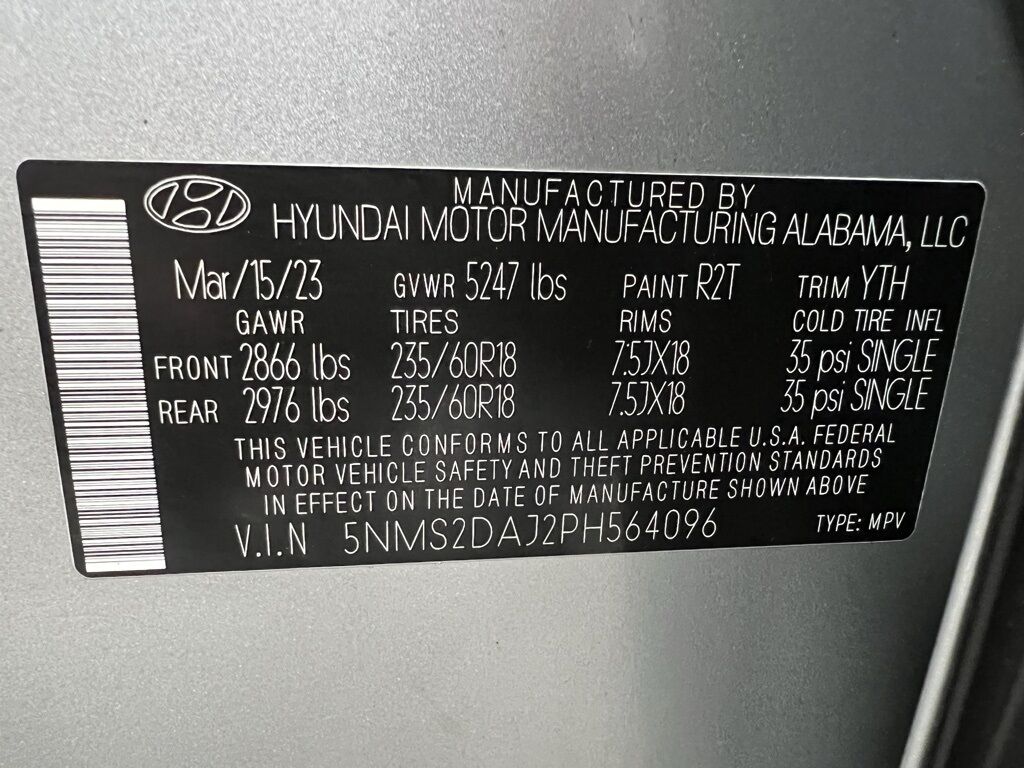 MANUFACTURED BY
HYUNDAI MOTOR MANUFACTURING ALABAMA, LLC
Mar/15/23 GVWR 5247 lbs PAINT R2T TRIM YTH
GAWR TIRES RIMS COLD TIRE INFL
FRONT 2866 lbs 235/60R18 7.5JX18 35 psi SINGLE
REAR 2976 lbs 235/60R18 7.5JX18 35 psi SINGLE
THIS VEHICLE CONFORMS TO ALL APPLICABLE U.S.A. FEDERAL
MOTOR VEHICLE SAFETY AND THEFT PREVENTION STANDARDS
IN EFFECT ON THE DATE OF MANUFACTURE SHOWN ABOVE
V.I.N 5NMS2DAJ2PH564096 TYPE: MPV